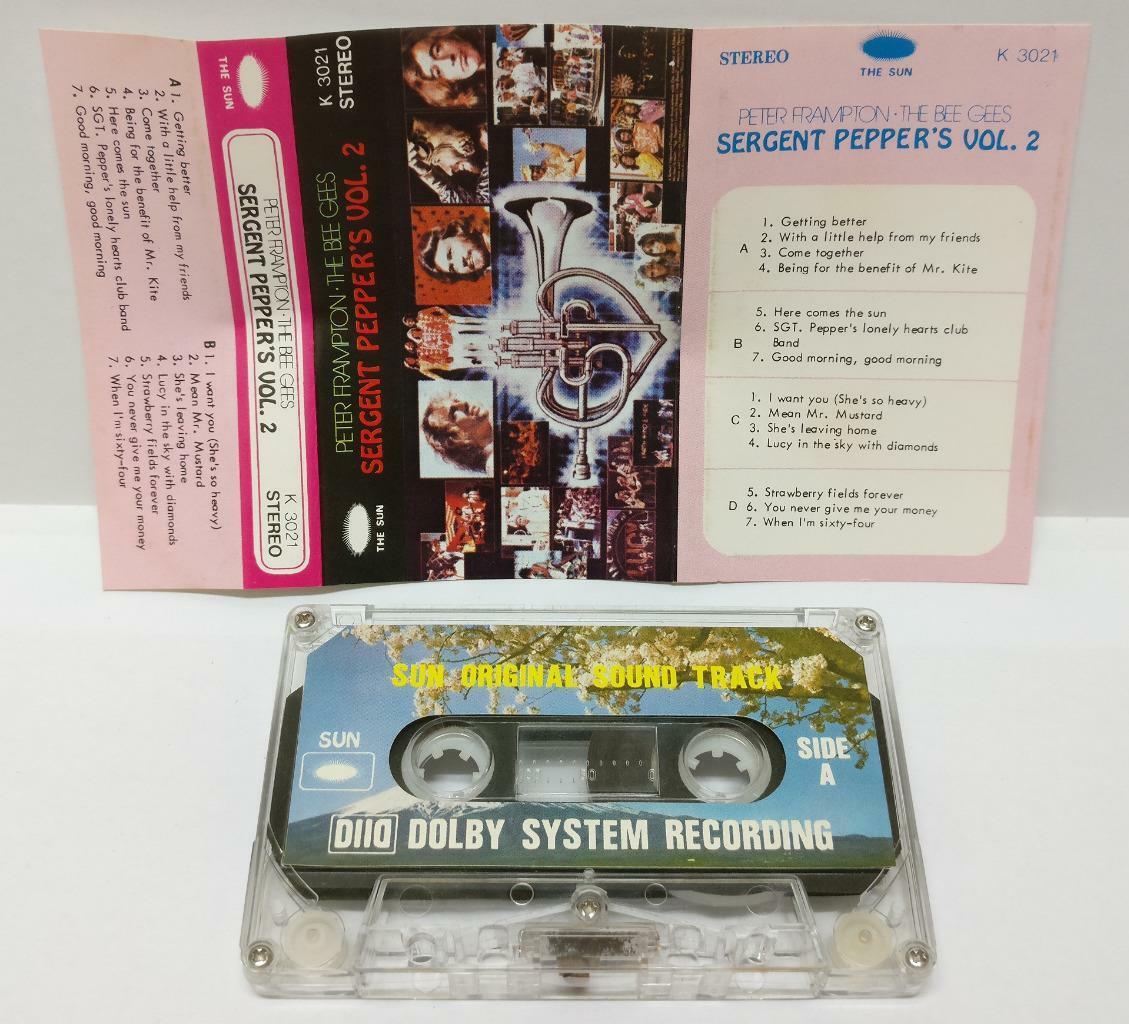 A 1. Getting better
2. With a little help from my friends
3. Come together
4. Being for the benefit of Mr. Kite
5. Here comes the sun
6. SGT. Pepper's lonely hearts club band
7. Good morning, good morning
B 1. I want you (She's so heavy)
2. Mean Mr. Mustard
3. She's leaving home
4. Lucy in the sky with diamonds
5. Strawberry fields forever
6. You never give me your money
7. When I'm sixty-four
THE SUN
PETER FRAMPTON · THE BEE GEES
SERGENT PEPPER'S VOL. 2
K 3021
STEREO
K 3021
STEREO
PETER FRAMPTON · THE BEE GEES
SERGENT PEPPER'S VOL. 2
THE SUN
STEREO
THE SUN
K 3021
PETER FRAMPTON · THE BEE GEES
SERGENT PEPPER'S VOL. 2
A
1. Getting better
2. With a little help from my friends
3. Come together
4. Being for the benefit of Mr. Kite
B
5. Here comes the sun
6. SGT. Pepper's lonely hearts club
Band
7. Good morning, good morning
C
1. I want you (She's so heavy)
2. Mean Mr. Mustard
3. She's leaving home
4. Lucy in the sky with diamonds
D
5. Strawberry fields forever
6. You never give me your money
7. When I'm sixty-four
SUN ORIGINAL SOUND TRACK
SUN
SIDE
A
DOLBY SYSTEM RECORDING